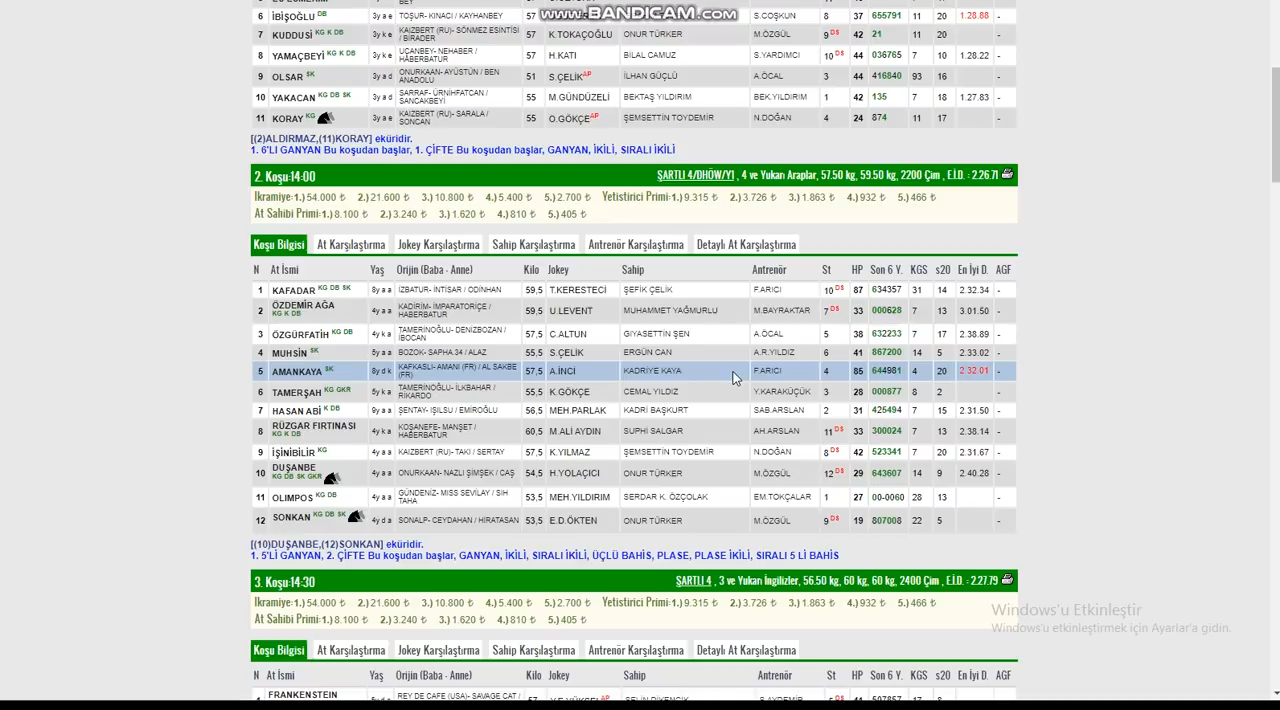 BEY
www.BANDICAM.com
6 İBİŞOĞLU DB 3y a e TOŞUR- KINACI / KAYHANBEY 57 S.COŞKUN 8 37 655791 11 20 1.28.88 -
7 KUDDUSİ KG K DB 3y k e KAIZBERT (RU)- SÖNMEZ ESİNTİSİ / BİRADER 57 K.TOKAÇOĞLU ONUR TÜRKER M.ÖZGÜL 9 DS 42 21 11 20 -
8 YAMAÇBEYİ KG K DB 3y k e UÇANBEY- NEHABER / HABERBATUR 57 H.KATI BİLAL CAMUZ S.YARDIMCI 10 DS 44 036765 7 10 1.28.22 -
9 OLSAR SK 3y a d ONURKAAN- AYÜSTÜN / BEN ANADOLU 51 S.ÇELİK AP İLHAN GÜÇLÜ A.ÖCAL 3 44 416840 93 16 -
10 YAKACAN KG DB SK 3y a d SARRAF- ÜRNİHFATCAN / SANCAKBEYİ 55 M.GÜNDÜZELİ BEKTAŞ YILDIRIM BEK.YILDIRIM 1 42 135 7 18 1.27.83 -
11 KORAY KG 3y a e KAIZBERT (RU)- SARALA / SONCAN 55 O.GÖKÇE AP ŞEMSETTİN TOYDEMİR N.DOĞAN 4 24 874 11 17 -
[(2)ALDIRMAZ,(11)KORAY] eküridir.
1. 6'LI GANYAN Bu koşudan başlar, 1. ÇİFTE Bu koşudan başlar, GANYAN, İKİLİ, SIRALI İKİLİ
2. Koşu:14:00 ŞARTLI 4/DHÖW/Y1 , 4 ve Yukarı Araplar, 57.50 kg, 59.50 kg, 2200 Çim , E.İ.D. : 2.26.71
İkramiye:1.) 54.000 ₺ 2.) 21.600 ₺ 3.) 10.800 ₺ 4.) 5.400 ₺ 5.) 2.700 ₺ Yetistirici Primi:1.) 9.315 ₺ 2.) 3.726 ₺ 3.) 1.863 ₺ 4.) 932 ₺ 5.) 466 ₺
At Sahibi Primi:1.) 8.100 ₺ 2.) 3.240 ₺ 3.) 1.620 ₺ 4.) 810 ₺ 5.) 405 ₺
Koşu Bilgisi At Karşılaştırma Jokey Karşılaştırma Sahip Karşılaştırma Antrenör Karşılaştırma Detaylı At Karşılaştırma
N At İsmi Yaş Orijin (Baba - Anne) Kilo Jokey Sahip Antrenör St HP Son 6 Y. KGS s20 En İyi D. AGF
1 KAFADAR KG DB SK 8y a a İZBATUR- İNTİSAR / ODİNHAN 59,5 T.KERESTECİ ŞEFİK ÇELİK F.ARICI 10 DS 87 634357 31 14 2.32.34 -
2 ÖZDEMİR AĞA KG K DB 4y a a KADİRİM- İMPARATORİÇE / HABERBATUR 59,5 U.LEVENT MUHAMMET YAĞMURLU M.BAYRAKTAR 7 DS 33 000628 7 13 3.01.50 -
3 ÖZGÜRFATİH KG DB 4y k a TAMERİNOĞLU- DENİZBOZAN / İBOCAN 57,5 C.ALTUN GIYASETTİN ŞEN A.ÖCAL 5 38 632233 7 17 2.38.89 -
4 MUHSİN SK 5y a a BOZOK- SAPHA.34 / ALAZ 55,5 S.ÇELİK ERGÜN CAN A.R.YILDIZ 6 41 867200 14 5 2.33.02 -
5 AMANKAYA SK 8y d k KAFKASLI- AMANI (FR) / AL SAKBE (FR) 57,5 A.İNCİ KADRİYE KAYA F.ARICI 4 85 644981 4 20 2.32.01 -
6 TAMERŞAH KG GKR 5y k a TAMERİNOĞLU- İLKBAHAR / RİKARDO 55,5 K.GÖKÇE CEMAL YILDIZ Y.KARAKÜÇÜK 3 28 000877 8 2 -
7 HASAN ABİ K DB 9y a a ŞENTAY- IŞILSU / EMİROĞLU 56,5 MEH.PARLAK KADRİ BAŞKURT SAB.ARSLAN 2 31 425494 7 15 2.31.50 -
8 RÜZGAR FIRTINASI KG K DB 4y k a KOŞANEFE- MANŞET / HABERBATUR 60,5 M.ALİ AYDIN SUPHİ SALGAR AH.ARSLAN 11 DS 33 300024 7 13 2.38.14 -
9 İŞİNİBİLİR KG 4y a a KAIZBERT (RU)- TAKI / SERTAY 57,5 K.YILMAZ ŞEMSETTİN TOYDEMİR N.DOĞAN 8 DS 42 523341 7 20 2.31.67 -
10 DUŞANBE KG DB SK GKR 4y a a ONURKAAN- NAZLI ŞİMŞEK / CAŞ 54,5 H.YOLAÇICI ONUR TÜRKER M.ÖZGÜL 12 DS 29 643607 14 9 2.40.28 -
11 OLIMPOS KG DB 4y a a GÜNDENİZ- MISS SEVİLAY / SIH TAHA 53,5 MEH.YILDIRIM SERDAR K. ÖZÇOLAK EM.TOKÇALAR 1 27 00-0060 28 13 -
12 SONKAN KG DB SK 4y d a SONALP- CEYDAHAN / HIRATASAN 53,5 E.D.ÖKTEN ONUR TÜRKER M.ÖZGÜL 9 DS 19 807008 22 5 -
[(10)DUŞANBE,(12)SONKAN] eküridir.
1. 5'Lİ GANYAN, 2. ÇİFTE Bu koşudan başlar, GANYAN, İKİLİ, SIRALI İKİLİ, ÜÇLÜ BAHİS, PLASE, PLASE İKİLİ, SIRALI 5 Lİ BAHİS
3. Koşu:14:30 ŞARTLI 4 , 3 ve Yukarı İngilizler, 56.50 kg, 60 kg, 60 kg, 2400 Çim , E.İ.D. : 2.27.79
İkramiye:1.) 54.000 ₺ 2.) 21.600 ₺ 3.) 10.800 ₺ 4.) 5.400 ₺ 5.) 2.700 ₺ Yetistirici Primi:1.) 9.315 ₺ 2.) 3.726 ₺ 3.) 1.863 ₺ 4.) 932 ₺ 5.) 466 ₺
At Sahibi Primi:1.) 8.100 ₺ 2.) 3.240 ₺ 3.) 1.620 ₺ 4.) 810 ₺ 5.) 405 ₺
Windows'u Etkinleştir
Windows'u etkinleştirmek için Ayarlar'a gidin.
Koşu Bilgisi At Karşılaştırma Jokey Karşılaştırma Sahip Karşılaştırma Antrenör Karşılaştırma Detaylı At Karşılaştırma
N At İsmi Yaş Orijin (Baba - Anne) Kilo Jokey Sahip Antrenör St HP Son 6 Y. KGS s20 En İyi D. AGF
FRANKENSTEIN REY DE CAFE (USA)- SAVAGE CAT /